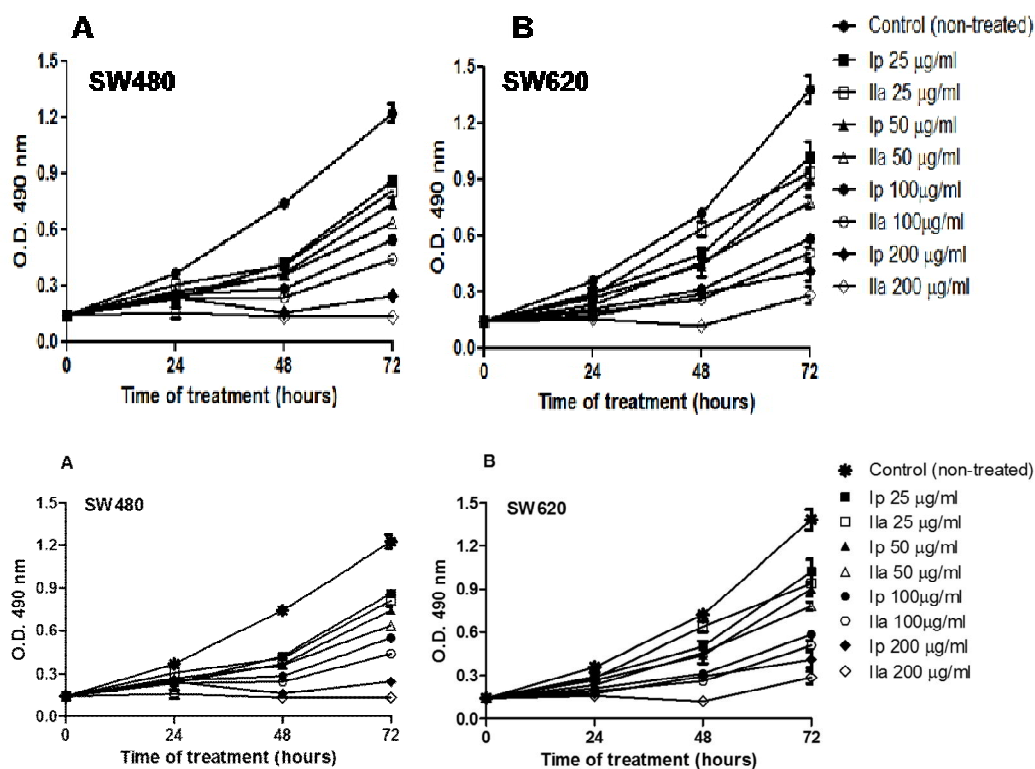 A
SW480
1.5
1.2
0.9
0.6
0.3
0.0
O.D. 490 nm
0 24 48 72
Time of treatment (hours)
B
SW620
1.5
1.2
0.9
0.6
0.3
0.0
O.D. 490 nm
0 24 48 72
Time of treatment (hours)
Control (non-treated)
Ip 25 µg/ml
IIa 25 µg/ml
Ip 50 µg/ml
IIa 50 µg/ml
Ip 100µg/ml
IIa 100µg/ml
Ip 200 µg/ml
IIa 200 µg/ml
A
SW480
1.5
1.2
0.9
0.6
0.3
0.0
O.D. 490 nm
0 24 48 72
Time of treatment (hours)
B
SW620
1.5
1.2
0.9
0.6
0.3
0.0
O.D. 490 nm
0 24 48 72
Time of treatment (hours)
Control (non-treated)
Ip 25 µg/ml
IIa 25 µg/ml
Ip 50 µg/ml
IIa 50 µg/ml
Ip 100µg/ml
IIa 100µg/ml
Ip 200 µg/ml
IIa 200 µg/ml